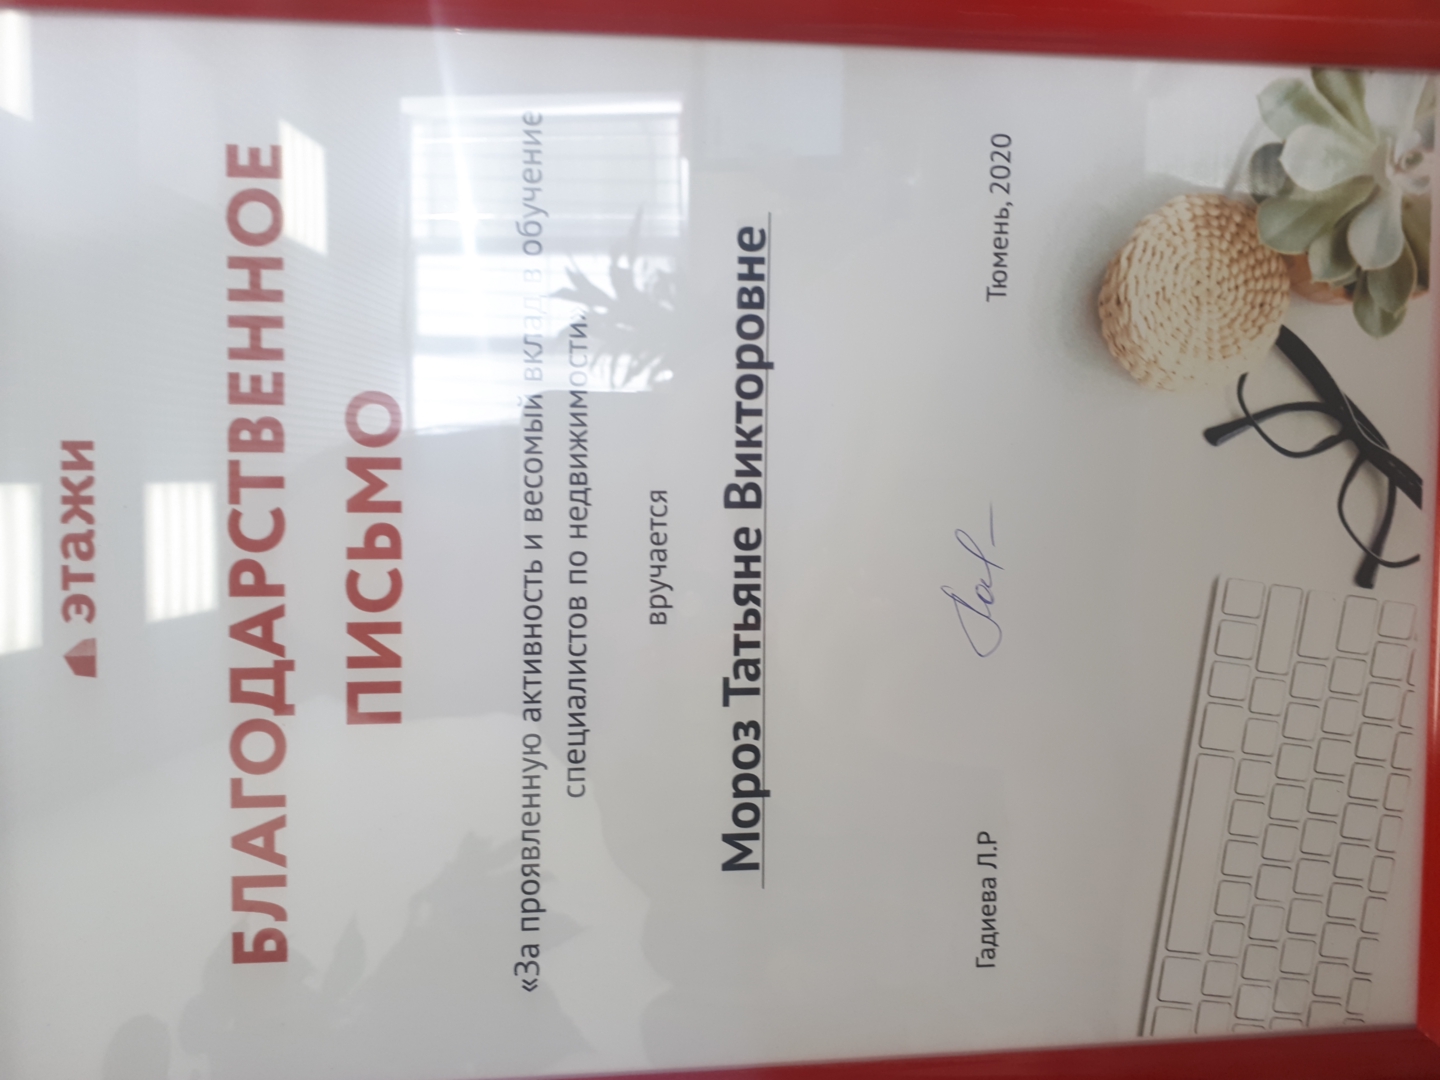 этажи
БЛАГОДАРСТВЕННОЕ
ПИСЬМО
«За проявленную активность и весомый вклад в обучение
специалистов по недвижимости»
вручается
Мороз Татьяне Викторовне
Гадиева Л.Р
Тюмень, 2020